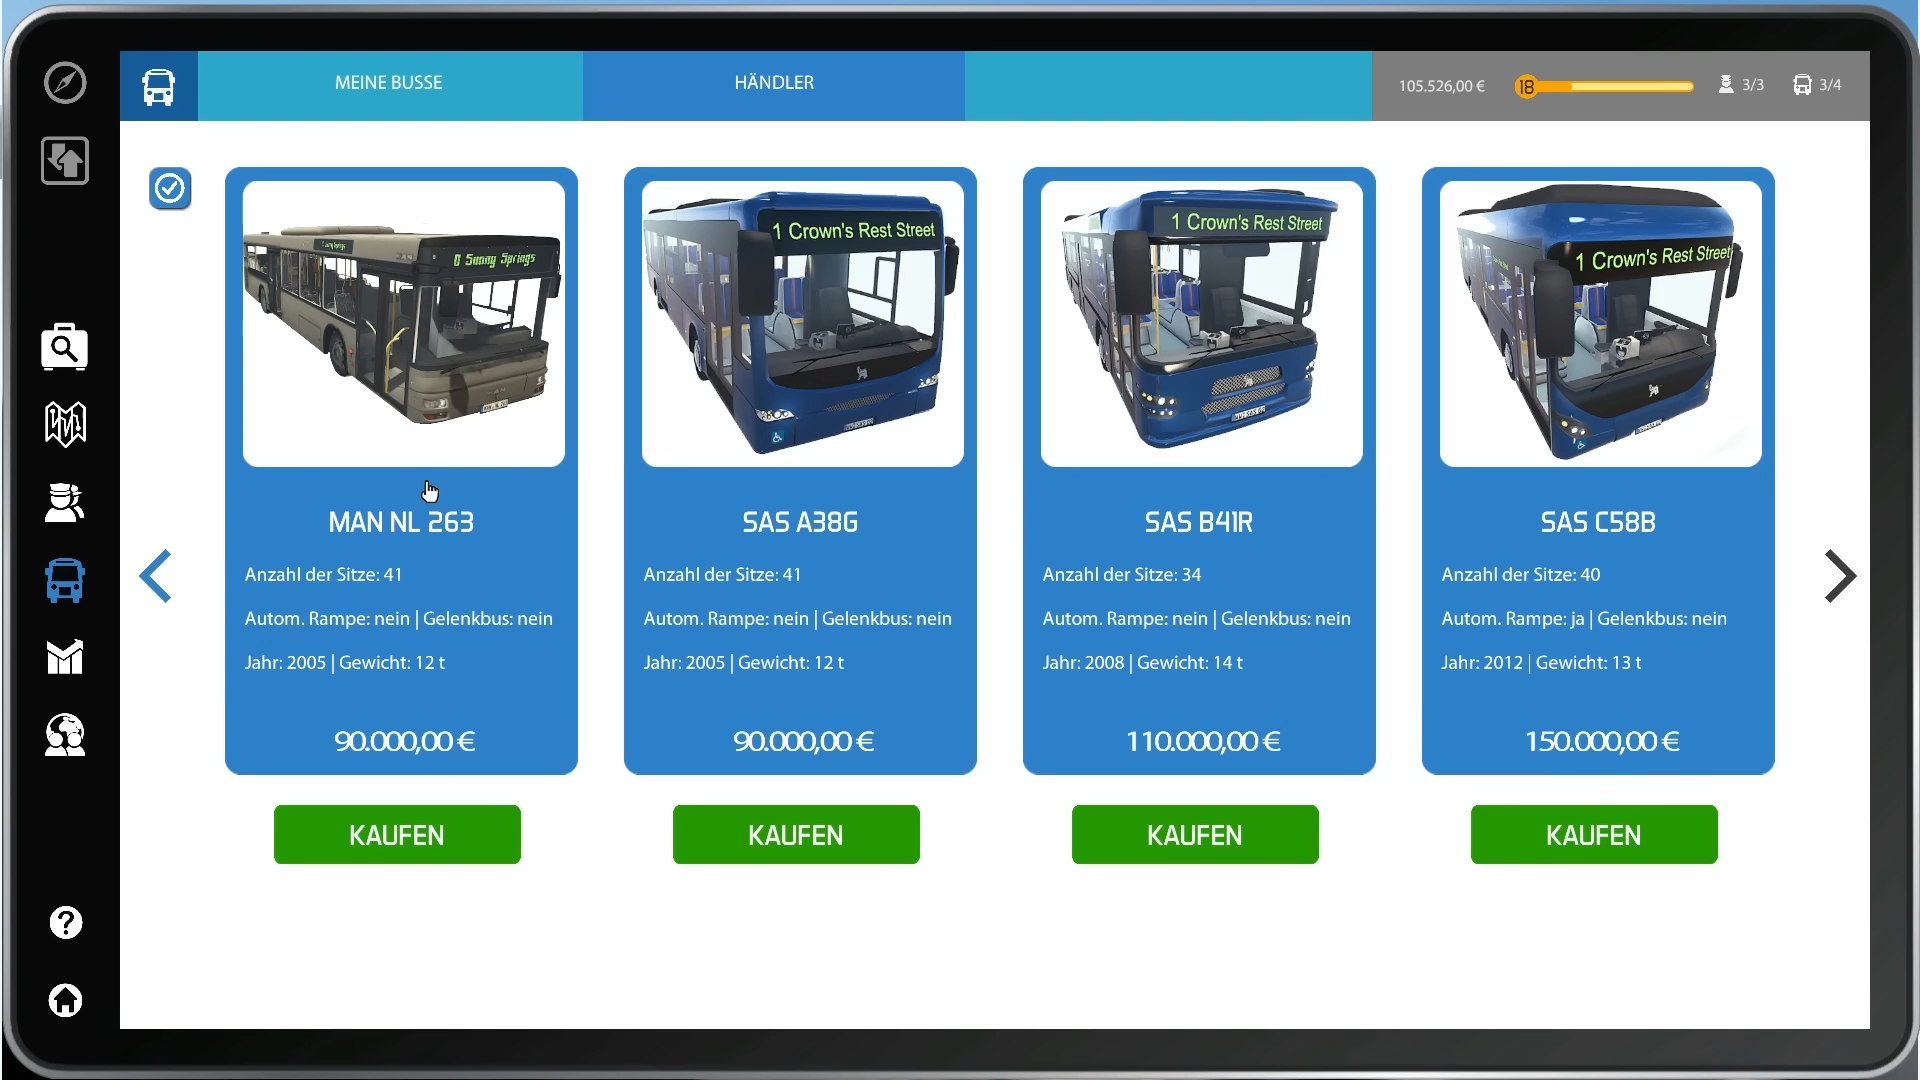 MEINE BUSSE
HÄNDLER
105.526,00 €
18
3/3
3/4
0 Sunny Springs
1 Crown's Rest Street
1 Crown's Rest Street
1 Crown's Rest Street
MAN NL 263
Anzahl der Sitze: 41
Autom. Rampe: nein | Gelenkbus: nein
Jahr: 2005 | Gewicht: 12 t
90.000,00 €
KAUFEN
SAS A38G
Anzahl der Sitze: 41
Autom. Rampe: nein | Gelenkbus: nein
Jahr: 2005 | Gewicht: 12 t
90.000,00 €
KAUFEN
SAS B41R
Anzahl der Sitze: 34
Autom. Rampe: nein | Gelenkbus: nein
Jahr: 2008 | Gewicht: 14 t
110.000,00 €
KAUFEN
SAS C58B
Anzahl der Sitze: 40
Autom. Rampe: ja | Gelenkbus: nein
Jahr: 2012 | Gewicht: 13 t
150.000,00 €
KAUFEN